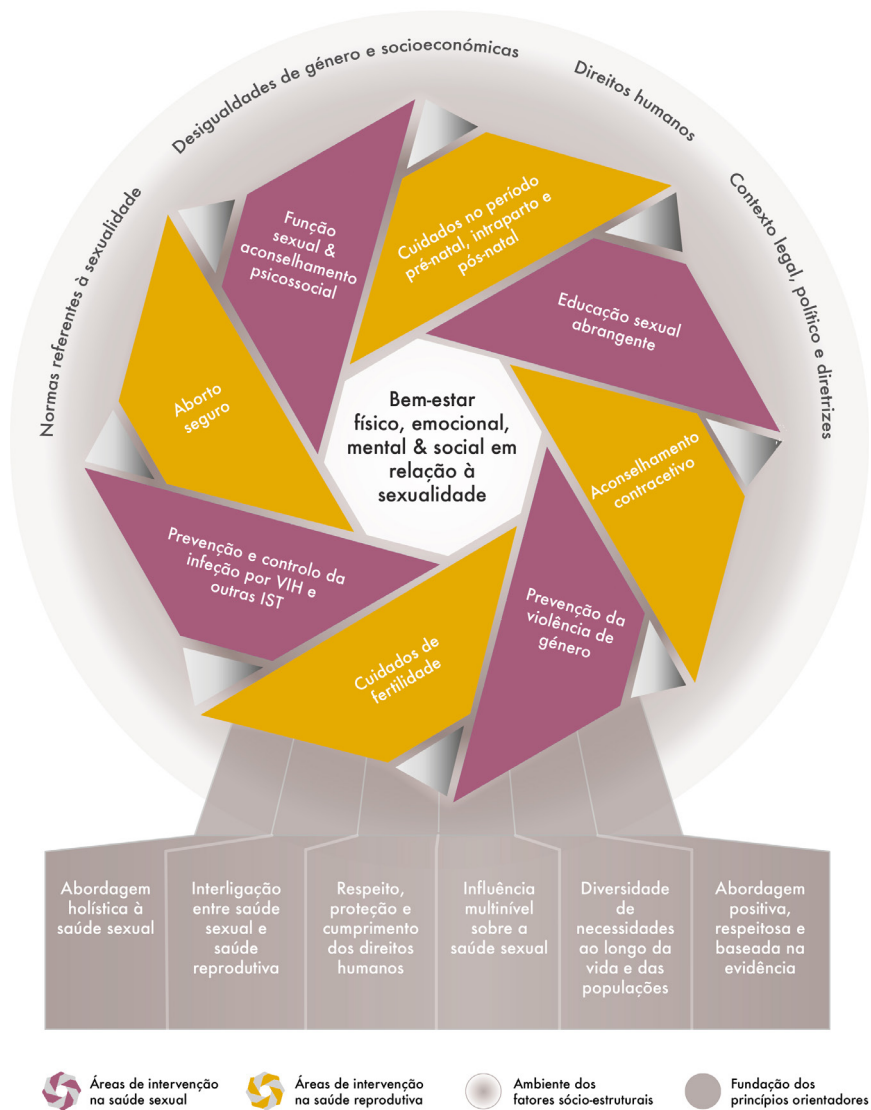 Normas referentes à sexualidade
Desigualdades de género e socioeconómicas
Direitos humanos
Contexto legal, político e diretrizes
Função
sexual &
aconselhamento
psicossocial
Cuidados no período
pré-natal, intraparto e
pós-natal
Educação sexual
abrangente
Aborto
seguro
Bem-estar
físico, emocional,
mental & social em
relação à
sexualidade
Aconselhamento
contracetivo
Prevenção e controlo da
infeção por VIH e
outras IST
Cuidados de
fertilidade
Prevenção da
violência de
género
Abordagem
holística à
saúde sexual
Interligação
entre saúde
sexual e
saúde
reprodutiva
Respeito,
proteção e
cumprimento
dos direitos
humanos
Influência
multinível
sobre a
saúde sexual
Diversidade
de
necessidades
ao longo da
vida e das
populações
Abordagem
positiva,
respeitosa e
baseada na
evidência
Áreas de intervenção
na saúde sexual
Áreas de intervenção
na saúde reprodutiva
Ambiente dos
fatores sócio-estruturais
Fundação dos
princípios orientadores